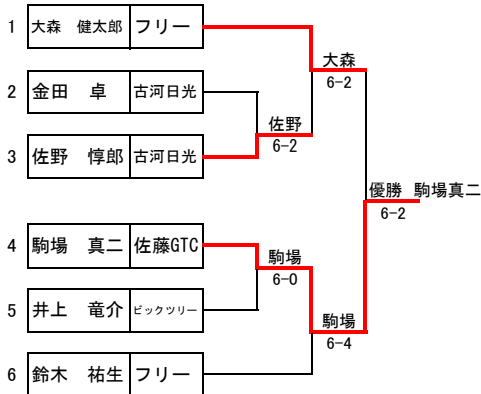 1 大森 健太郎 フリー
大森
6-2
2 金田 卓 古河日光
佐野
6-2
3 佐野 惇郎 古河日光
優勝 駒場真二
6-2
4 駒場 真二 佐藤GTC
駒場
6-0
5 井上 竜介 ビックツリー
駒場
6-4
6 鈴木 祐生 フリー